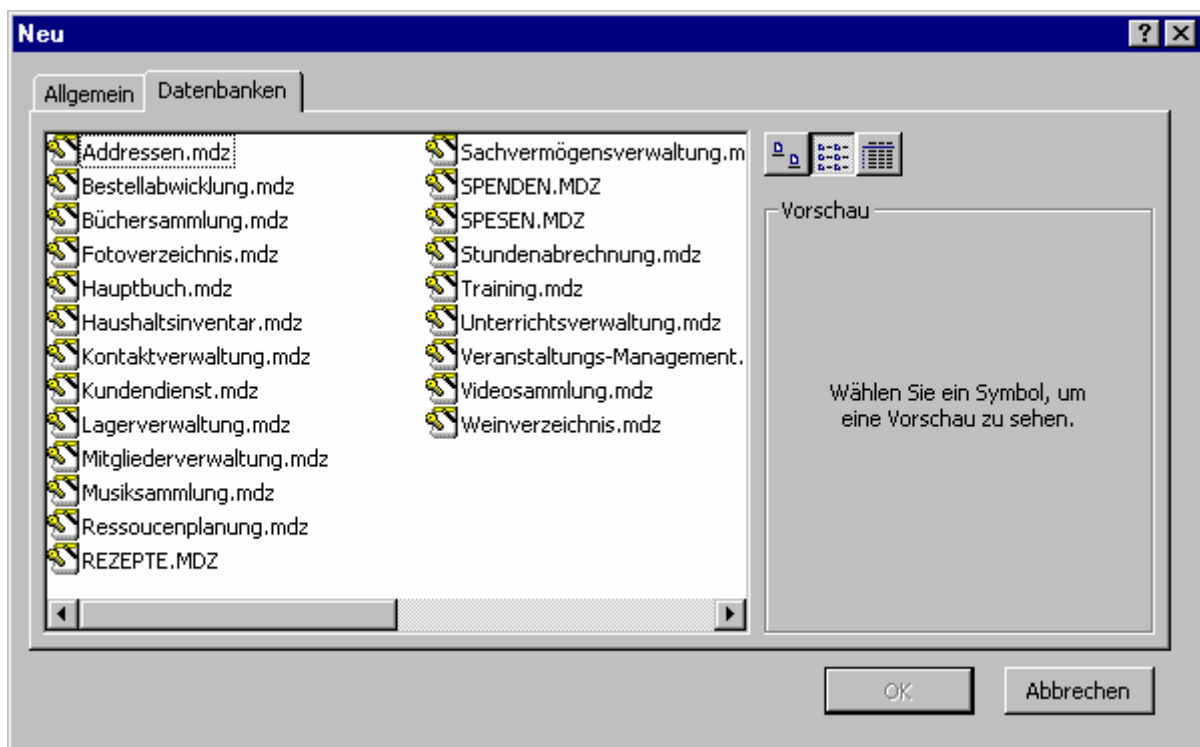 Neu
Allgemein
Datenbanken
Addressen.mdz
Bestellabwicklung.mdz
Büchersammlung.mdz
Fotoverzeichnis.mdz
Hauptbuch.mdz
Haushaltsinventar.mdz
Kontaktverwaltung.mdz
Kundendienst.mdz
Lagerverwaltung.mdz
Mitgliederverwaltung.mdz
Musiksammlung.mdz
Ressoucenplanung.mdz
REZEPTE.MDZ
Sachvermögensverwaltung.m
SPENDEN.MDZ
SPESEN.MDZ
Stundenabrechnung.mdz
Training.mdz
Unterrichtsverwaltung.mdz
Veranstaltungs-Management.
Videosammlung.mdz
Weinverzeichnis.mdz
Vorschau
Wählen Sie ein Symbol, um
eine Vorschau zu sehen.
OK
Abbrechen